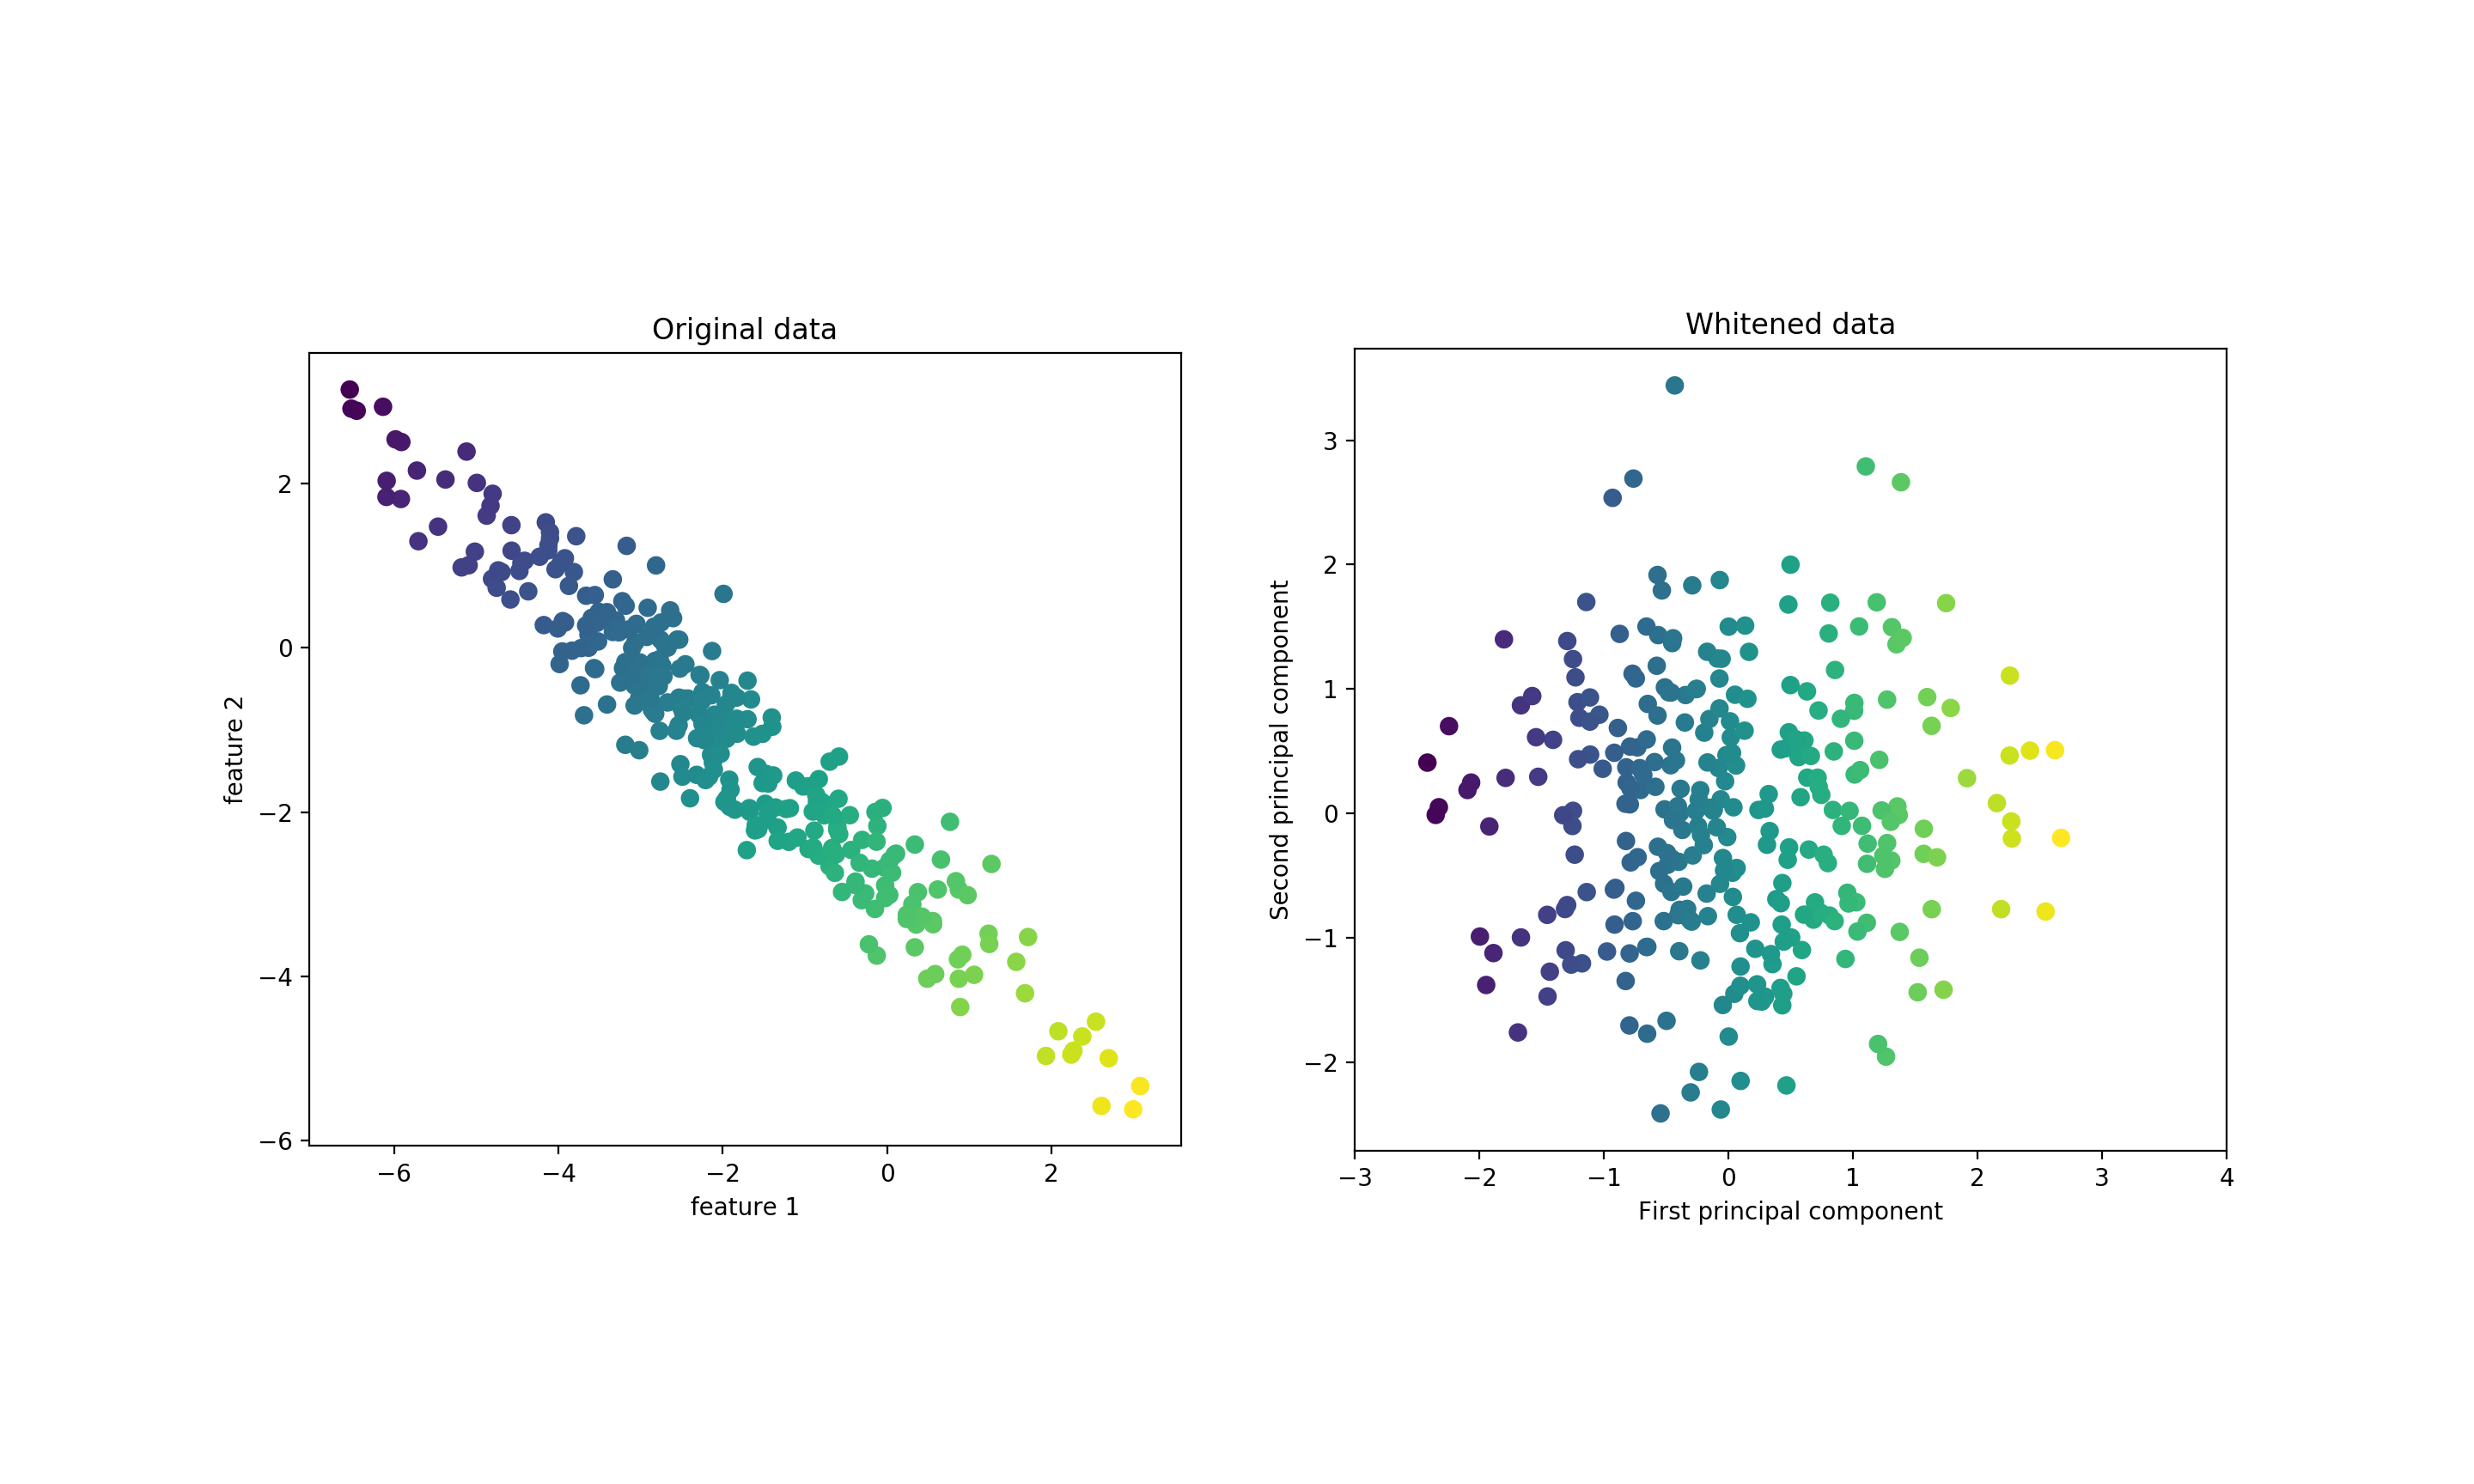 Original data
feature 2
2
0
−2
−4
−6
−6 −4 −2 0 2
feature 1
Whitened data
Second principal component
3
2
1
0
−1
−2
−3 −2 −1 0 1 2 3 4
First principal component